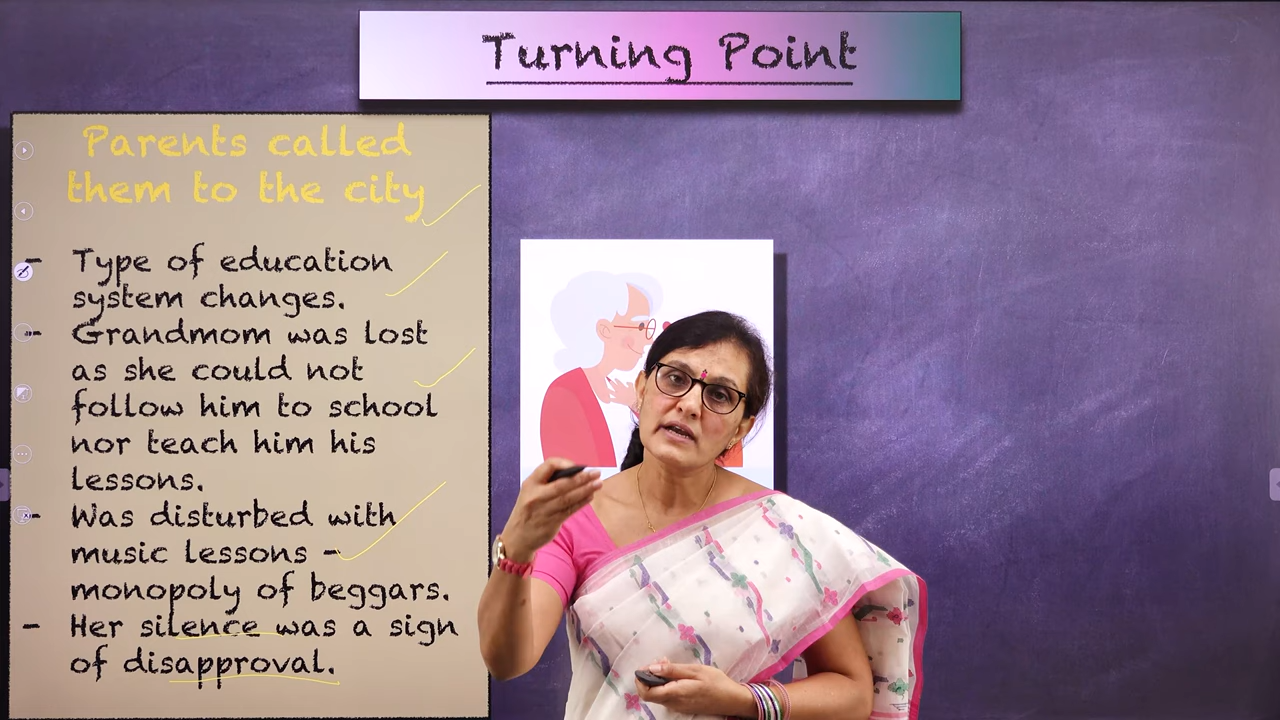 Turning Point
Parents called
them to the city
- Type of education
system changes.
- Grandmom was lost
as she could not
follow him to school
nor teach him his
lessons.
- Was disturbed with
music lessons -
monopoly of beggars.
- Her silence was a sign
of disapproval.